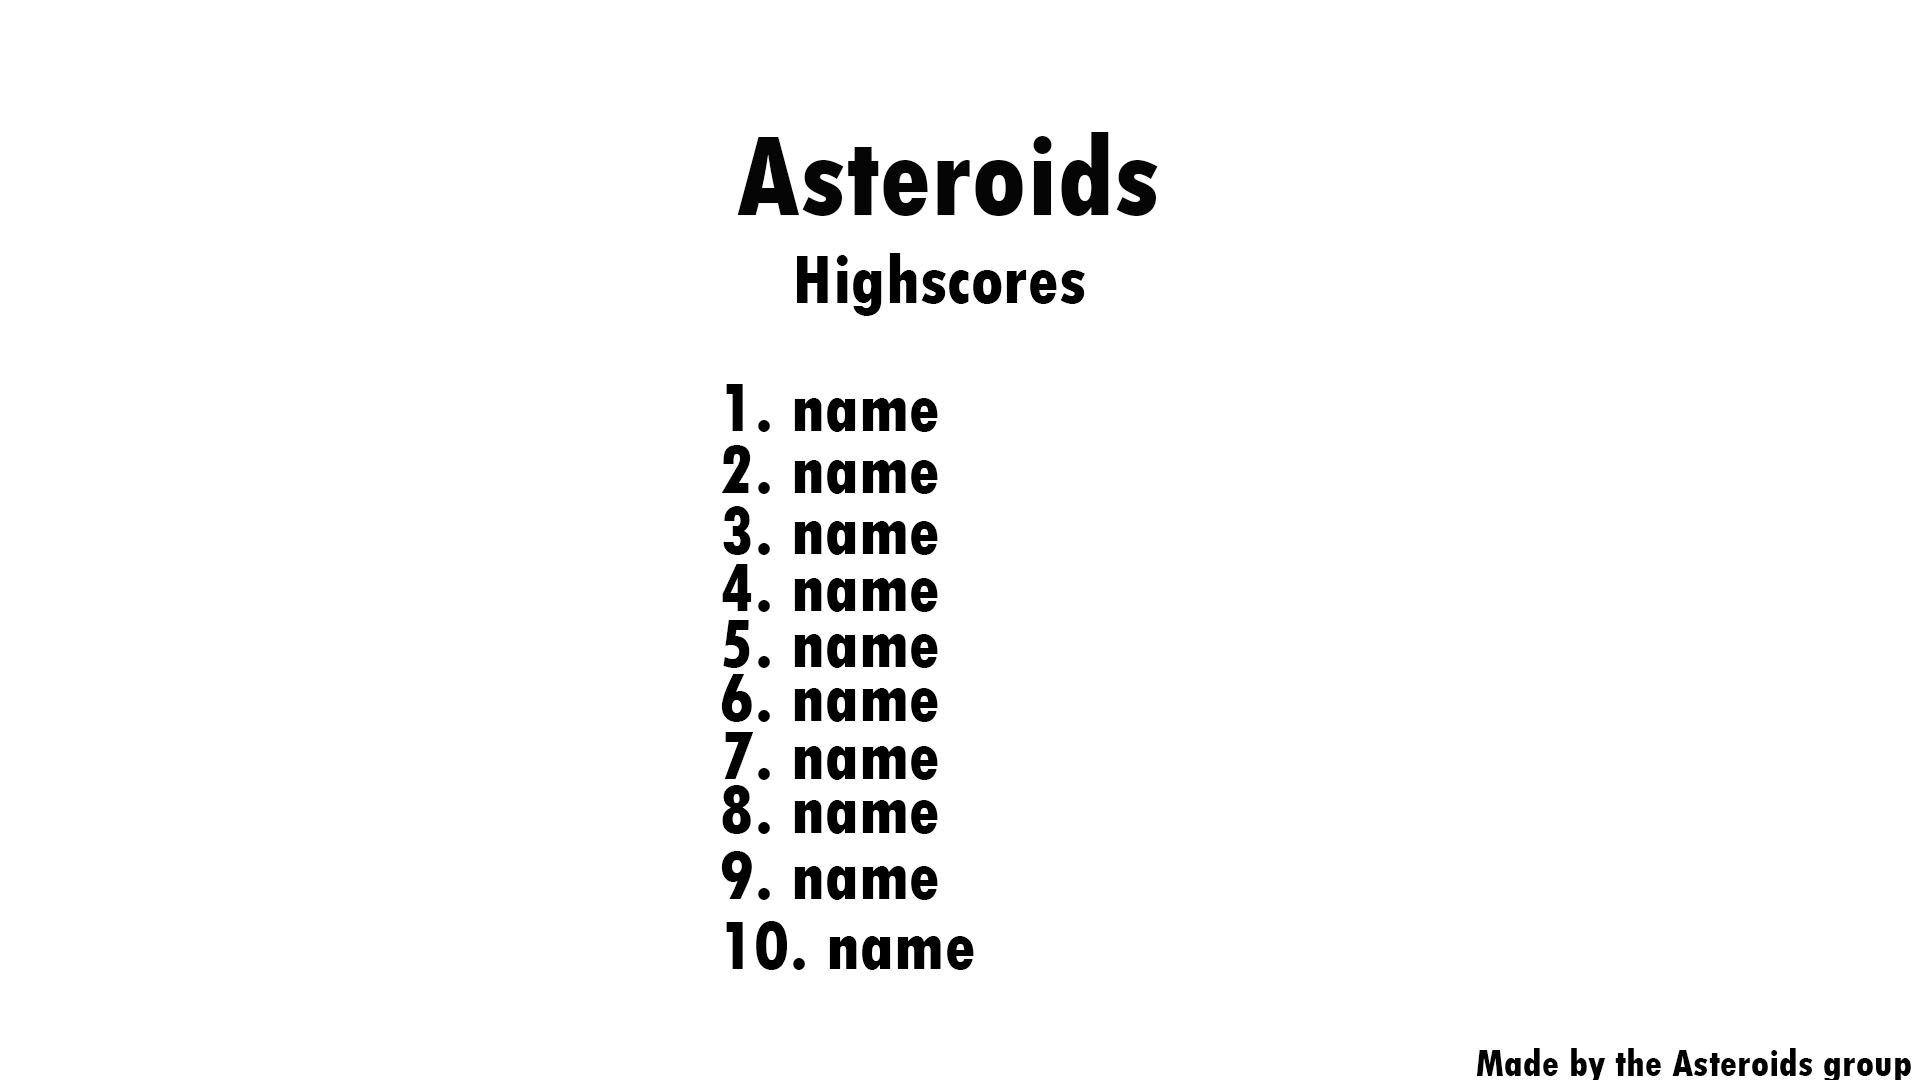 Asteroids
Highscores
1. name
2. name
3. name
4. name
5. name
6. name
7. name
8. name
9. name
10. name
Made by the Asteroids group